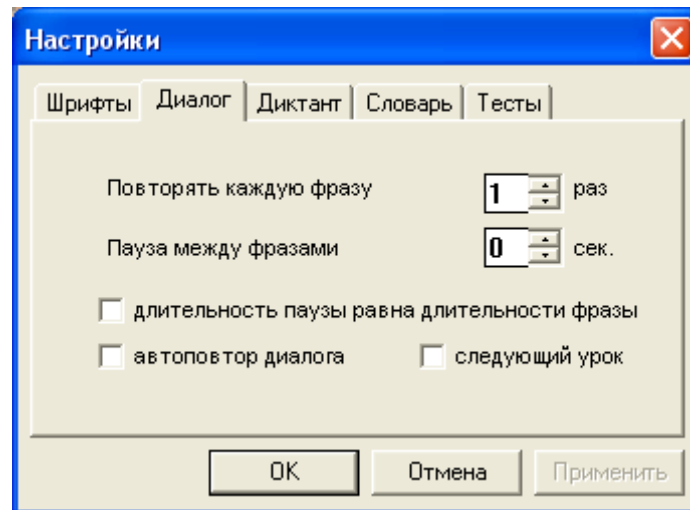 Настройки
Шрифты Диалог Диктант Словарь Тесты
Повторять каждую фразу 1 раз
Пауза между фразами 0 сек.
длительность паузы равна длительности фразы
автоповтор диалога следующий урок
OK Отмена Применить